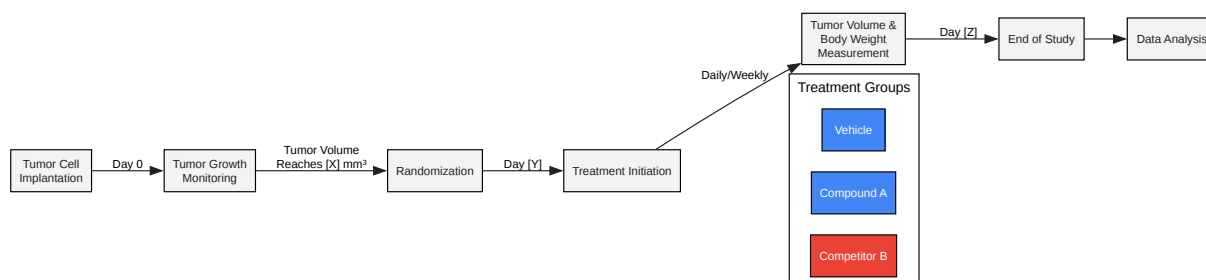 Tumor Cell
Implantation
Day 0
Tumor Growth
Monitoring
Tumor Volume
Reaches [X] mm³
Randomization
Day [Y]
Treatment Initiation
Daily/Weekly
Tumor Volume &
Body Weight
Measurement
Day [Z]
End of Study
Data Analysis
Treatment Groups
Vehicle
Compound A
Competitor B